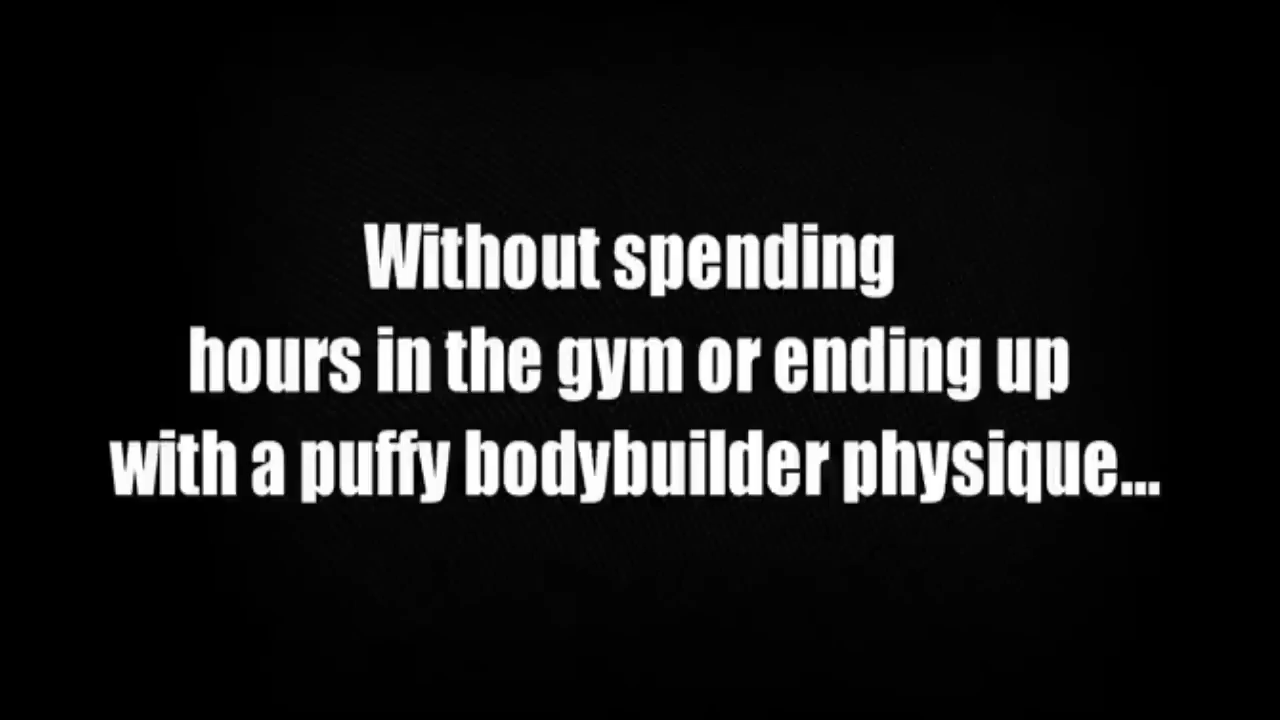 Without spending
hours in the gym or ending up
with a puffy bodybuilder physique...